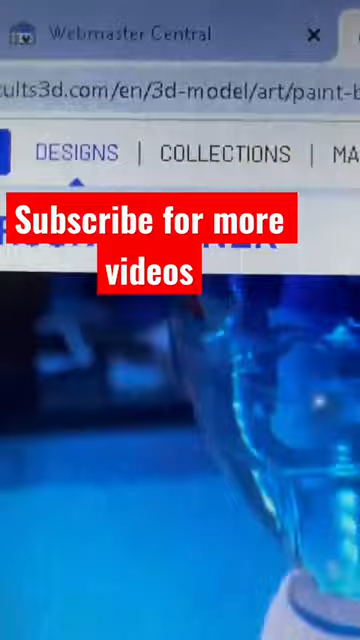 Webmaster Central
cults3d.com/en/3d-model/art/paint-b
DESIGNS | COLLECTIONS | MA
Subscribe for more
videos